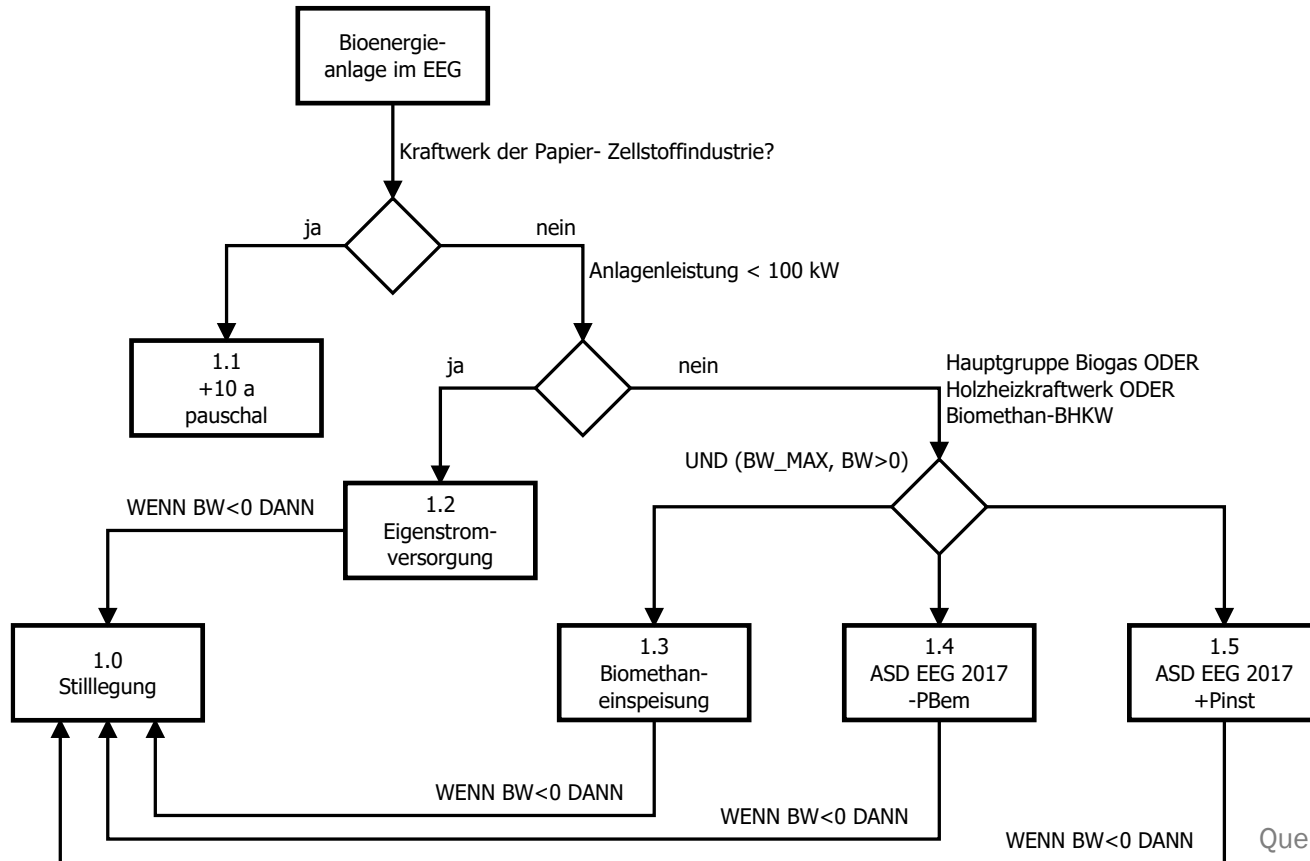 Bioenergie-
anlage im EEG
Kraftwerk der Papier- Zellstoffindustrie?
ja
nein
Anlagenleistung < 100 kW
1.1
+10 a
pauschal
ja
nein
Hauptgruppe Biogas ODER
Holzheizkraftwerk ODER
Biomethan-BHKW
UND (BW_MAX, BW>0)
WENN BW<0 DANN
1.2
Eigenstrom-
versorgung
1.0
Stilllegung
1.3
Biomethan-
einspeisung
1.4
ASD EEG 2017
-PBem
1.5
ASD EEG 2017
+Pinst
WENN BW<0 DANN
WENN BW<0 DANN
WENN BW<0 DANN
Que